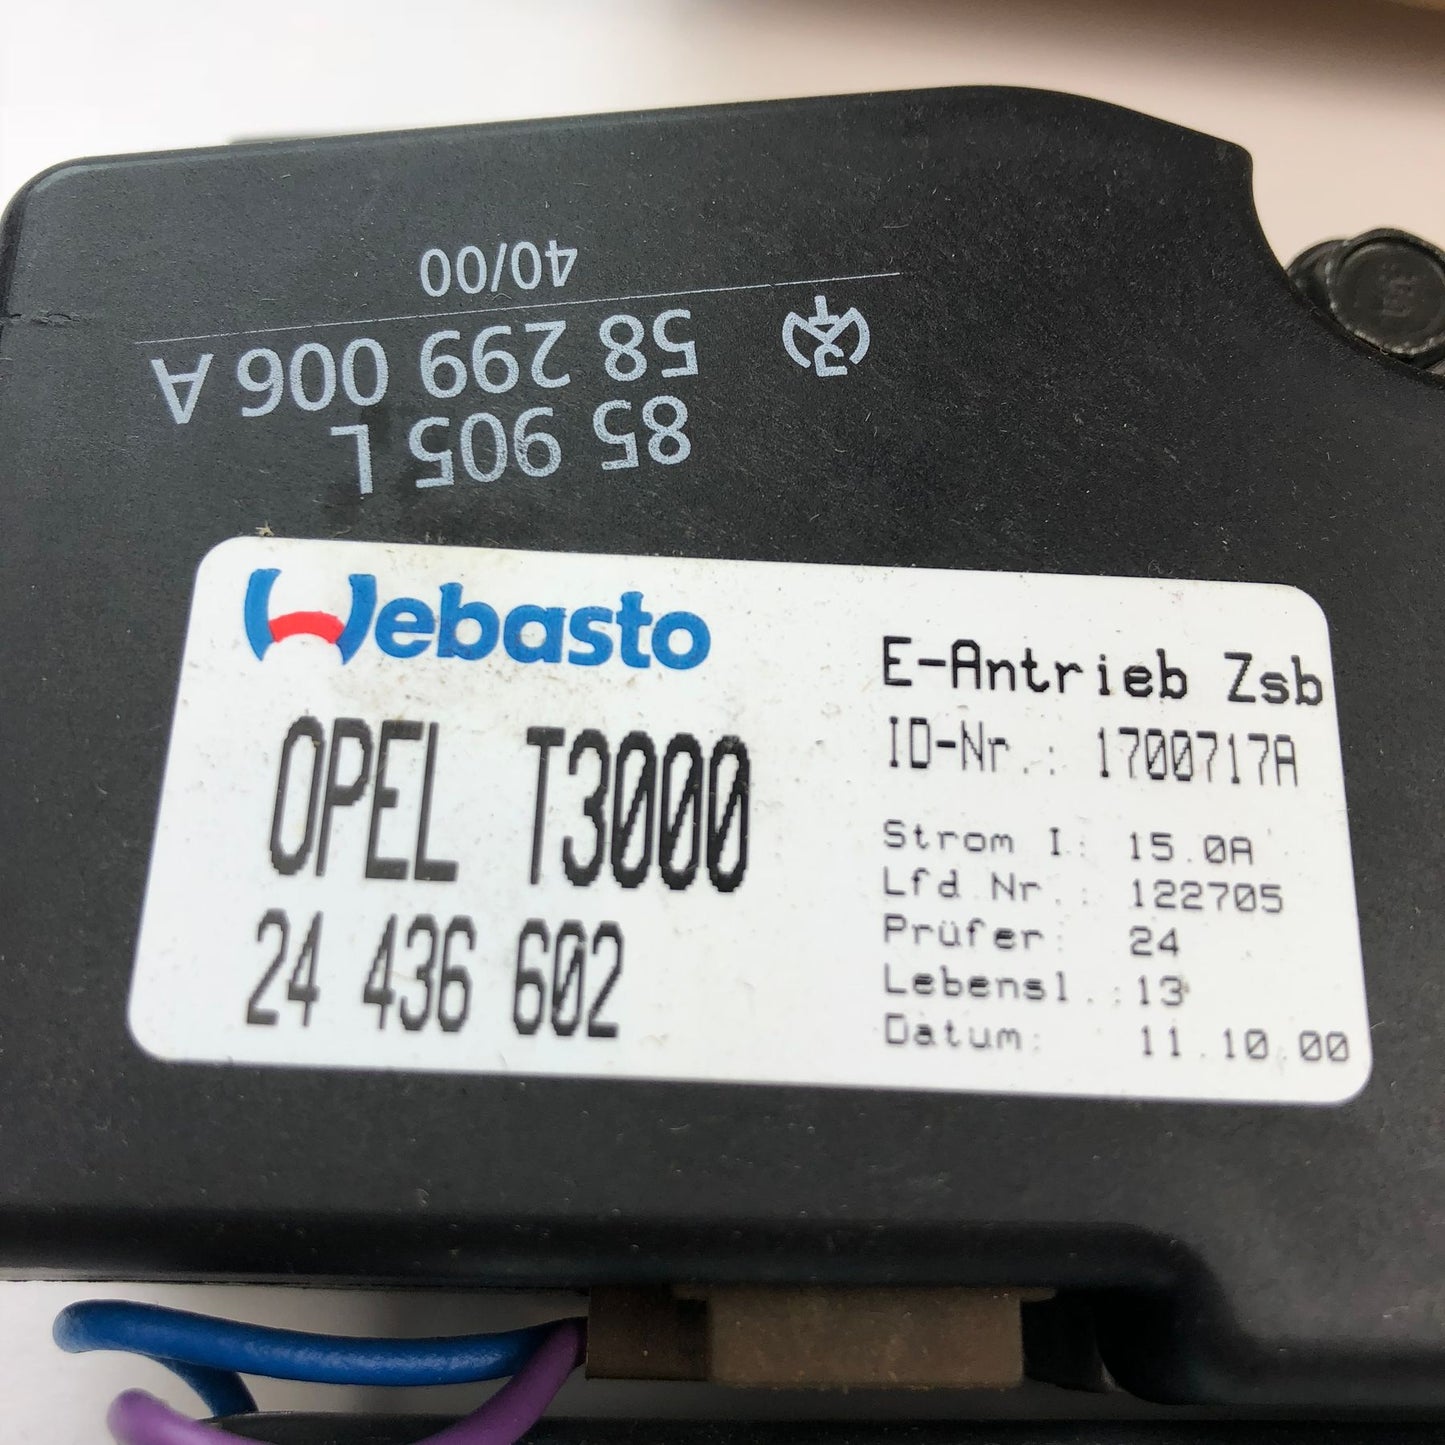 40/00
58 299 006 A
85 905 L
Webasto
OPEL T3000
24 436 602
E-Antrieb Zsb
ID-Nr.: 1700717A
Strom I: 15.0A
Lfd Nr.: 122705
Prüfer: 24
Lebensl.: 13
Datum: 11.10.00